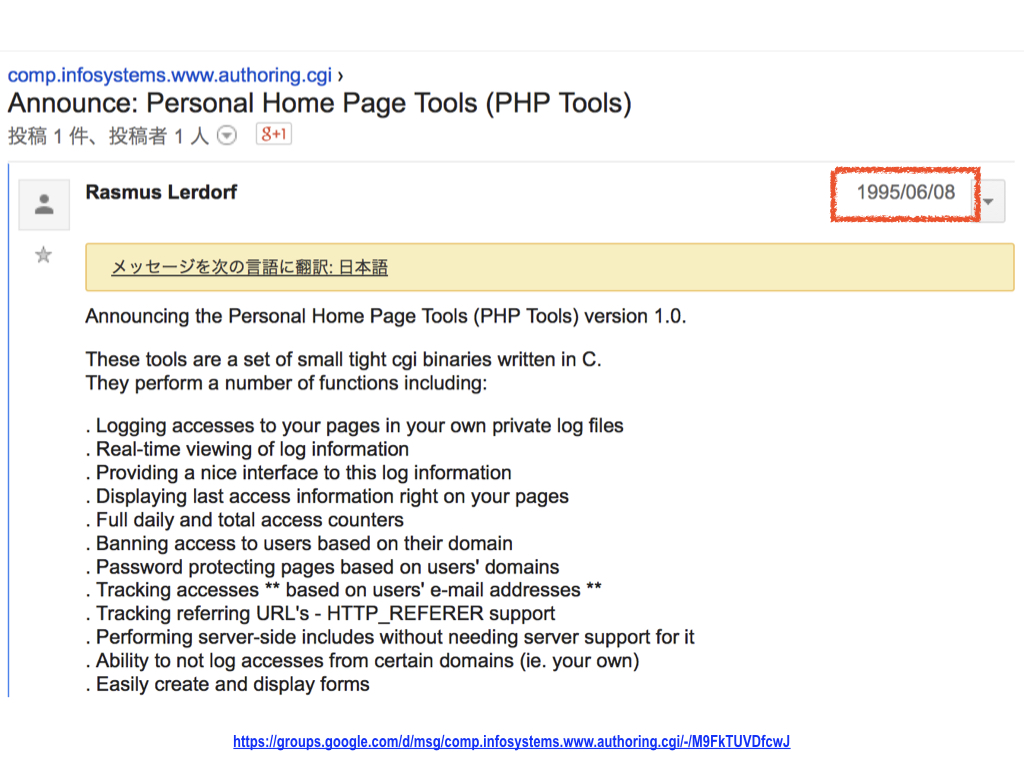 comp.infosystems.www.authoring.cgi ›
Announce: Personal Home Page Tools (PHP Tools)
投稿 1 件、投稿者 1 人 8+1
Rasmus Lerdorf 1995/06/08
メッセージを次の言語に翻訳: 日本語
Announcing the Personal Home Page Tools (PHP Tools) version 1.0.
These tools are a set of small tight cgi binaries written in C.
They perform a number of functions including:
. Logging accesses to your pages in your own private log files
. Real-time viewing of log information
. Providing a nice interface to this log information
. Displaying last access information right on your pages
. Full daily and total access counters
. Banning access to users based on their domain
. Password protecting pages based on users' domains
. Tracking accesses ** based on users' e-mail addresses **
. Tracking referring URL's - HTTP_REFERER support
. Performing server-side includes without needing server support for it
. Ability to not log accesses from certain domains (ie. your own)
. Easily create and display forms
https://groups.google.com/d/msg/comp.infosystems.www.authoring.cgi/-/M9FkTUVDfcwJ